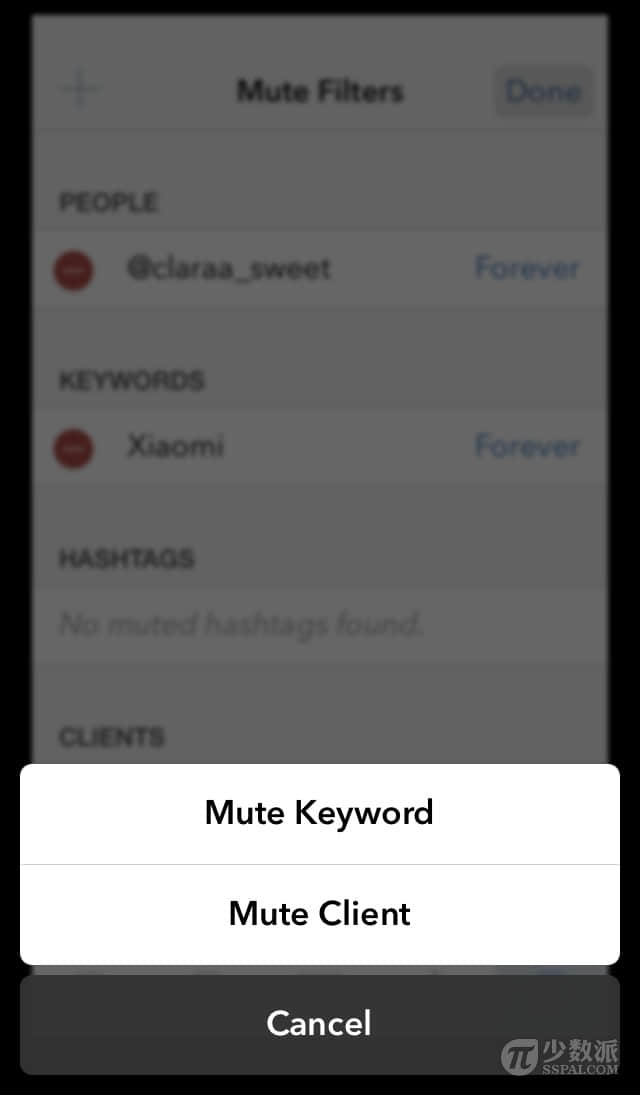 Mute Filters
Done
PEOPLE
@claraa_sweet
Forever
KEYWORDS
Xiaomi
Forever
HASHTAGS
No muted hashtags found.
CLIENTS
Mute Keyword
Mute Client
Cancel
少数派
SSPAI.COM